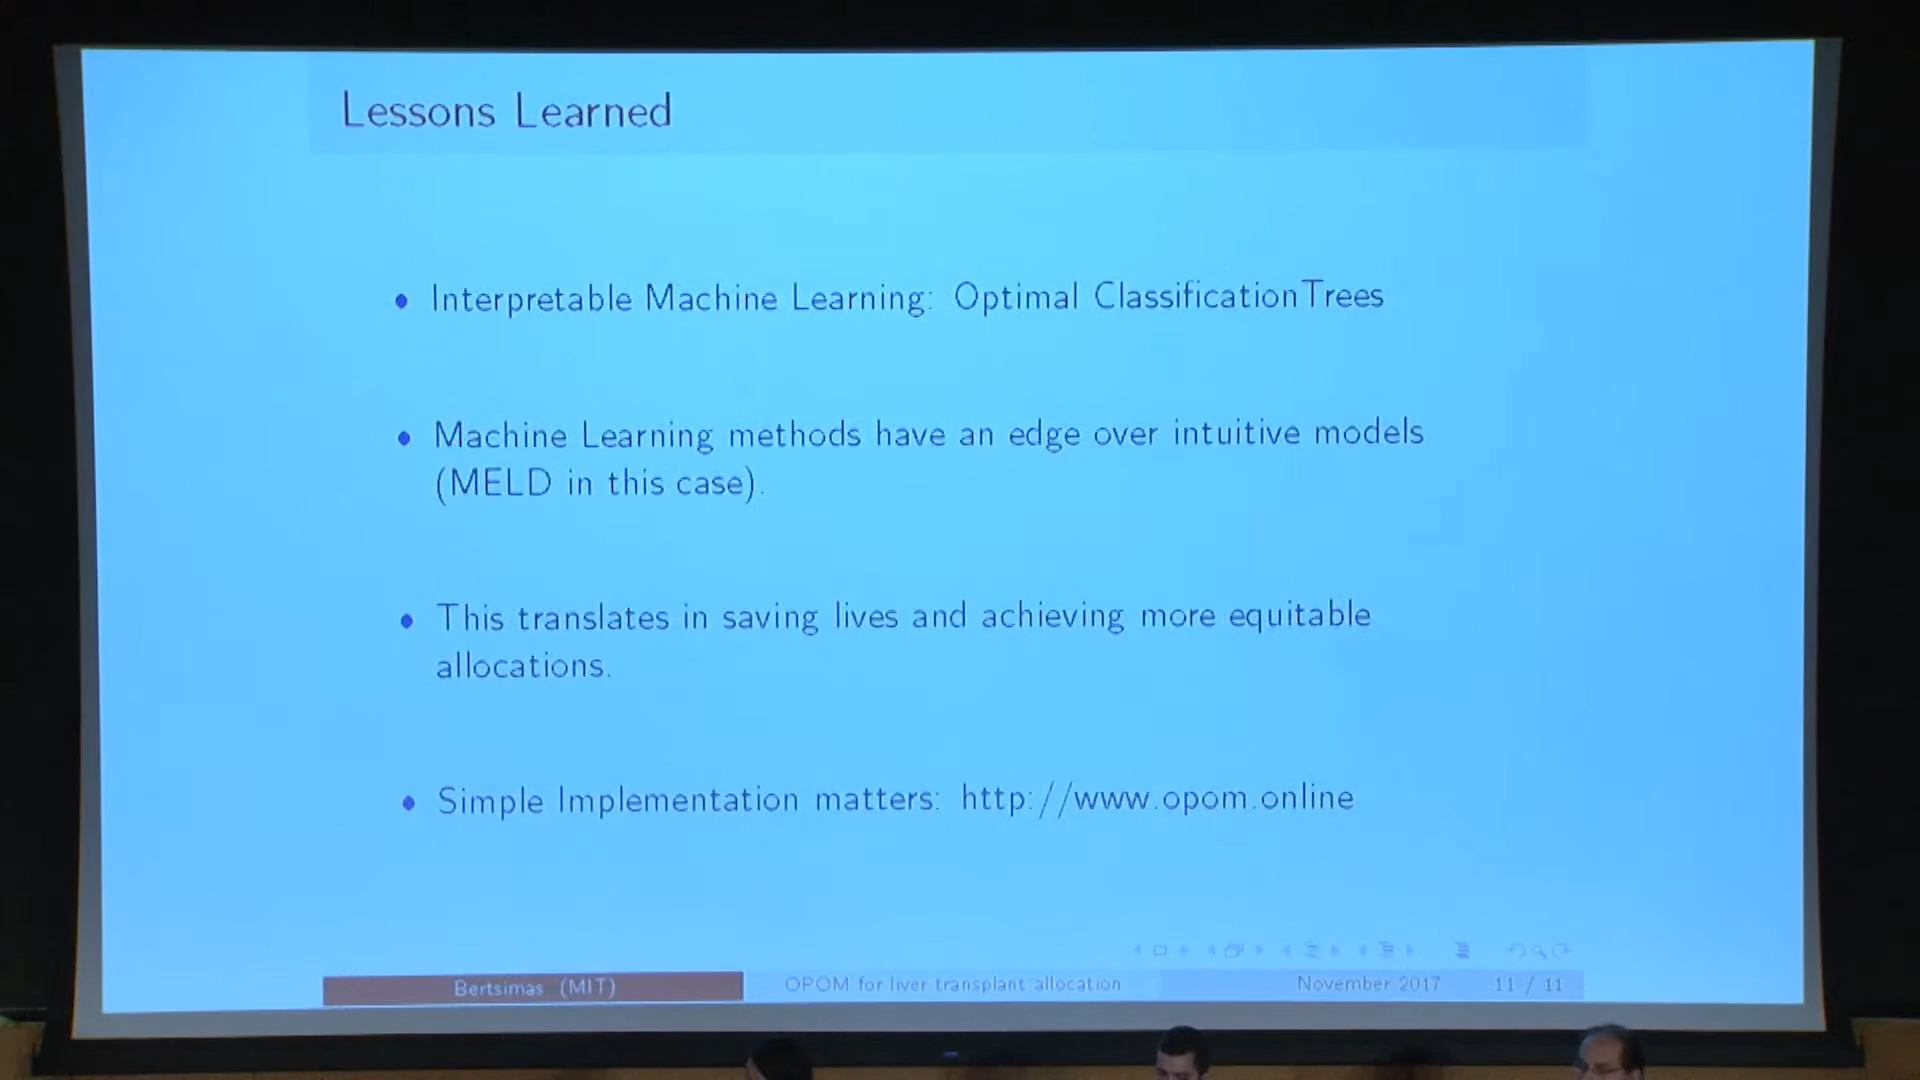 Lessons Learned
• Interpretable Machine Learning: Optimal Classification Trees
• Machine Learning methods have an edge over intuitive models
(MELD in this case).
• This translates in saving lives and achieving more equitable
allocations.
• Simple Implementation matters: http://www.opom.online
Bertsimas (MIT) OPOM for liver transplant allocation November 2017 11 / 11